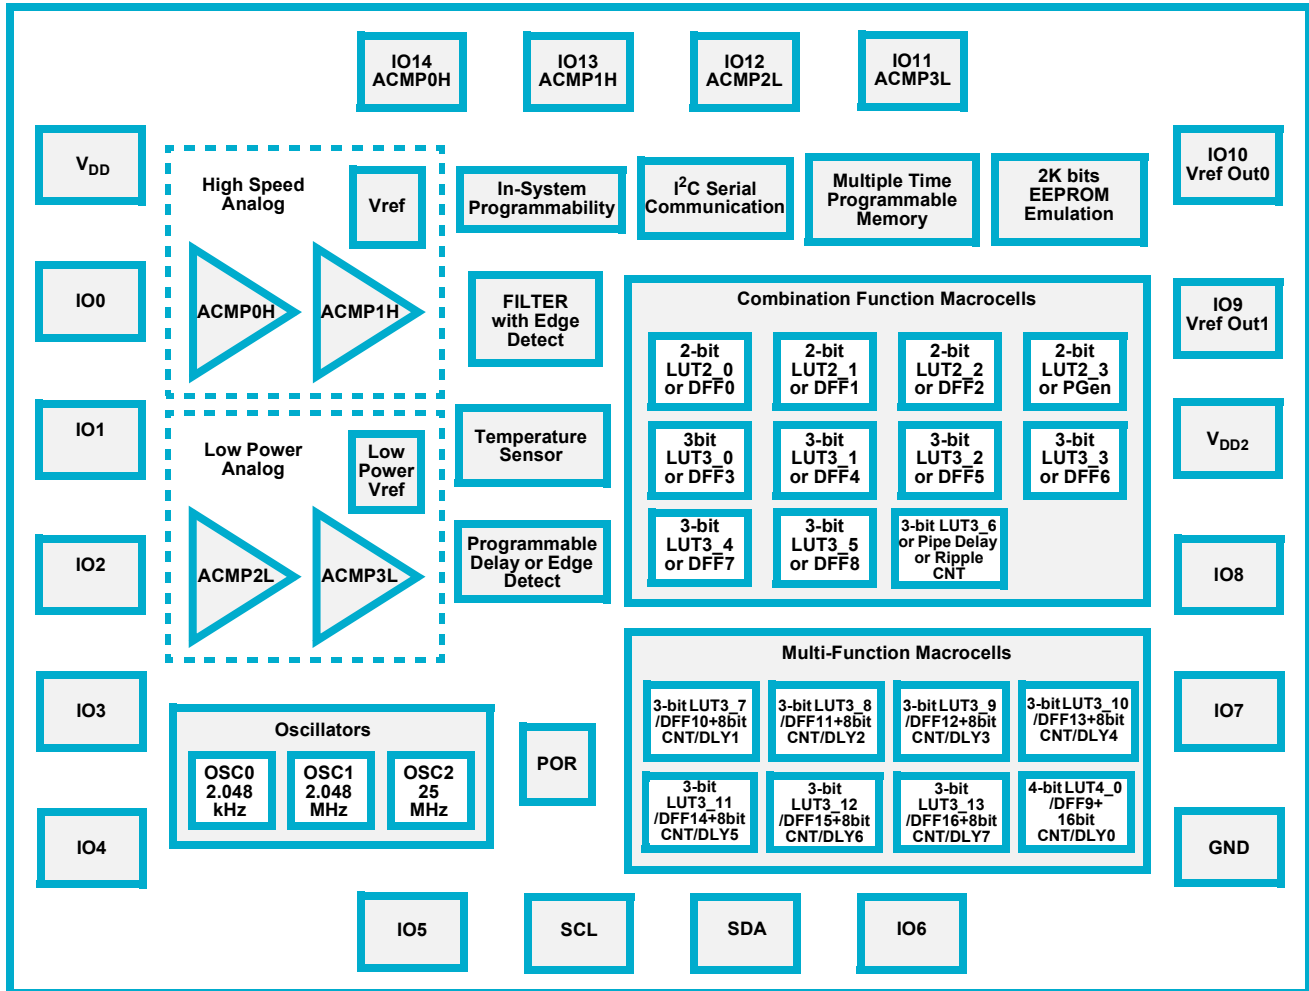 IO14
ACMP0H
IO13
ACMP1H
IO12
ACMP2L
IO11
ACMP3L
VDD
IO0
IO1
IO2
IO3
IO4
High Speed
Analog
Vref
ACMP0H
ACMP1H
Low Power
Analog
Low
Power
Vref
ACMP2L
ACMP3L
Oscillators
OSC0
2.048
kHz
OSC1
2.048
MHz
OSC2
25
MHz
In-System
Programmability
I2C Serial
Communication
Multiple Time
Programmable
Memory
2K bits
EEPROM
Emulation
FILTER
with Edge
Detect
Temperature
Sensor
Programmable
Delay or Edge
Detect
POR
Combination Function Macrocells
2-bit
LUT2_0
or DFF0
2-bit
LUT2_1
or DFF1
2-bit
LUT2_2
or DFF2
2-bit
LUT2_3
or PGen
3bit
LUT3_0
or DFF3
3-bit
LUT3_1
or DFF4
3-bit
LUT3_2
or DFF5
3-bit
LUT3_3
or DFF6
3-bit
LUT3_4
or DFF7
3-bit
LUT3_5
or DFF8
3-bit LUT3_6
or Pipe Delay
or Ripple
CNT
Multi-Function Macrocells
3-bit LUT3_7
/DFF10+8bit
CNT/DLY1
3-bit LUT3_8
/DFF11+8bit
CNT/DLY2
3-bit LUT3_9
/DFF12+8bit
CNT/DLY3
3-bit LUT3_10
/DFF13+8bit
CNT/DLY4
3-bit
LUT3_11
/DFF14+8bit
CNT/DLY5
3-bit
LUT3_12
/DFF15+8bit
CNT/DLY6
3-bit
LUT3_13
/DFF16+8bit
CNT/DLY7
4-bit LUT4_0
/DFF9+
16bit
CNT/DLY0
IO10
Vref Out0
IO9
Vref Out1
VDD2
IO8
IO7
GND
IO5
SCL
SDA
IO6